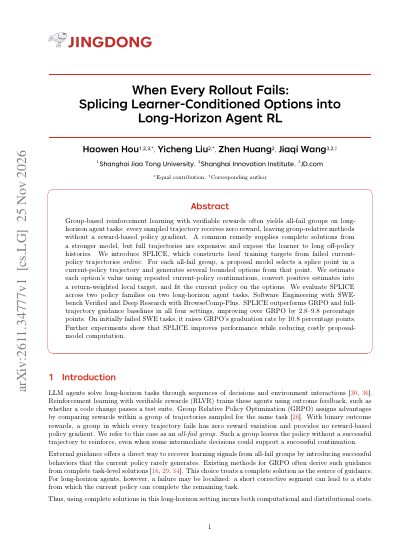 JINGDONG
When Every Rollout Fails:
Splicing Learner-Conditioned Options into
Long-Horizon Agent RL
Haowen Hou1,2,3,*, Yicheng Liu2,*, Zhen Huang2, Jiaqi Wang3,2,†
1Shanghai Jiao Tong University, 2Shanghai Innovation Institute, 3JD.com
*Equal contribution, †Corresponding author
Abstract
Group-based reinforcement learning with verifiable rewards often yields all-fail groups on long-
horizon agent tasks: every sampled trajectory receives zero reward, leaving group-relative methods
without a reward-based policy gradient. A common remedy supplies complete solutions from
a stronger model, but full trajectories are expensive and expose the learner to long off-policy
histories. We introduce SPLICE, which constructs local training targets from failed current-
policy trajectories online. For each all-fail group, a proposal model selects a splice point in a
current-policy trajectory and generates several bounded options from that point. We estimate
each option's value using repeated current-policy continuations, convert positive estimates into
a return-weighted local target, and fit the current policy on the options. We evaluate SPLICE
across two policy families on two long-horizon agent tasks, Software Engineering with SWE-
bench Verified and Deep Research with BrowseComp-Plus. SPLICE outperforms GRPO and full-
trajectory guidance baselines in all four settings, improving over GRPO by 2.8–9.8 percentage
points. On initially failed SWE tasks, it raises GRPO's graduation rate by 10.8 percentage points.
Further experiments show that SPLICE improves performance while reducing costly proposal-
model computation.
1 Introduction
LLM agents solve long-horizon tasks through sequences of decisions and environment interactions [30, 36].
Reinforcement learning with verifiable rewards (RLVR) trains these agents using outcome feedback, such as
whether a code change passes a test suite. Group Relative Policy Optimization (GRPO) assigns advantages
by comparing rewards within a group of trajectories sampled for the same task [26]. With binary outcome
rewards, a group in which every trajectory fails has zero reward variation and provides no reward-based
policy gradient. We refer to this case as an all-fail group. Such a group leaves the policy without a successful
trajectory to reinforce, even when some intermediate decisions could support a successful continuation.
External guidance offers a direct way to recover learning signals from all-fail groups by introducing successful
behaviors that the current policy rarely generates. Existing methods for GRPO often derive such guidance
from complete task-level solutions [16, 29, 34]. This choice treats a complete solution as the source of guidance.
For long-horizon agents, however, a failure may be localized: a short corrective segment can lead to a state
from which the current policy can complete the remaining task.
Thus, using complete solutions in this long-horizon setting incurs both computational and distributional costs.
1
arXiv:2611.34777v1 [cs.LG] 25 Nov 2026